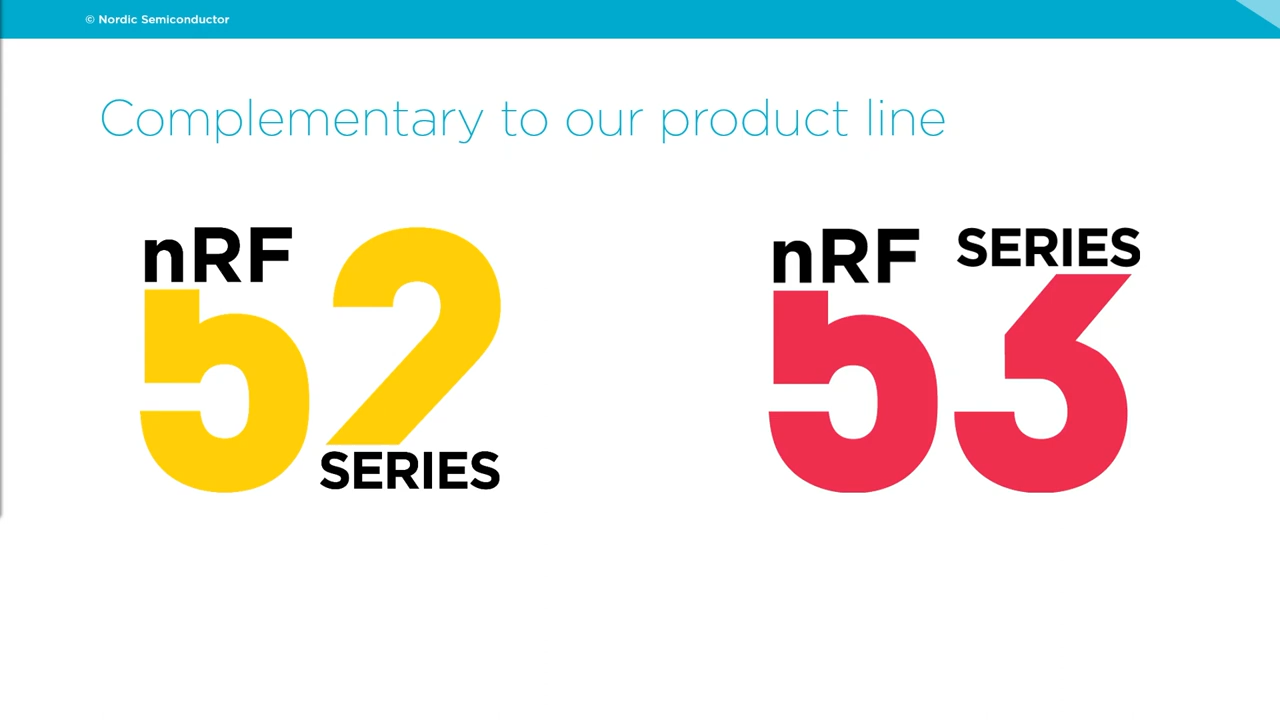 © Nordic Semiconductor
Complementary to our product line
nRF
52
SERIES
nRF SERIES
53